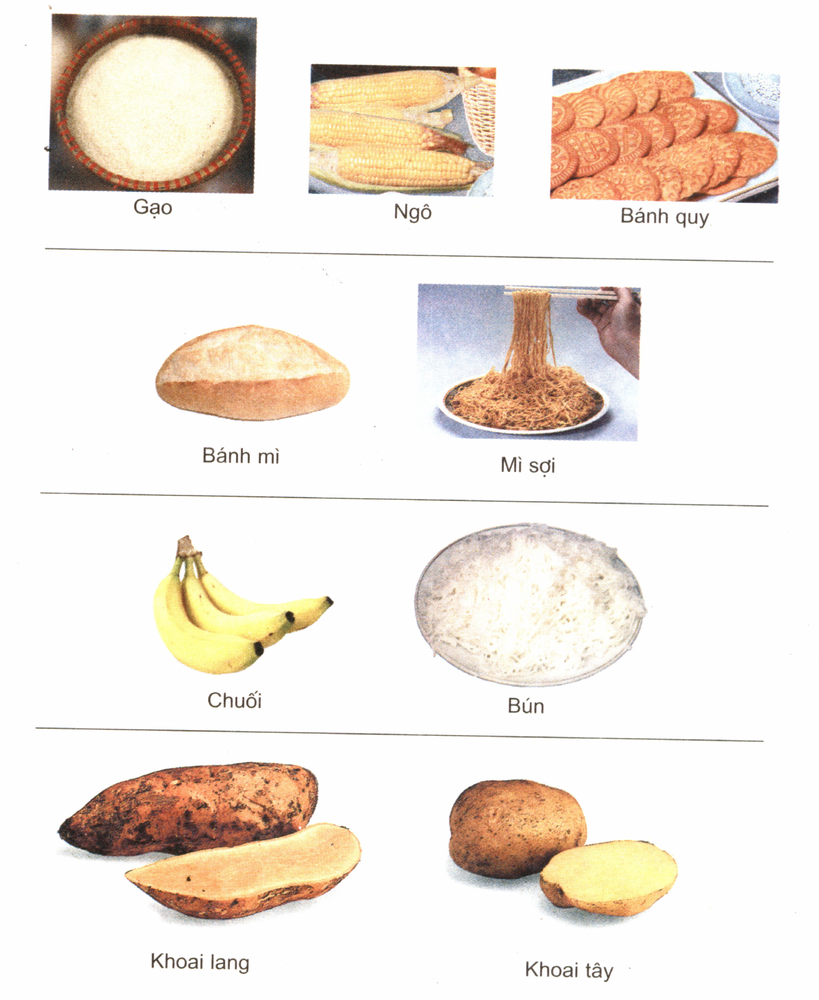 Gạo
Ngô
Bánh quy
Bánh mì
Mì sợi
Chuối
Bún
Khoai lang
Khoai tây